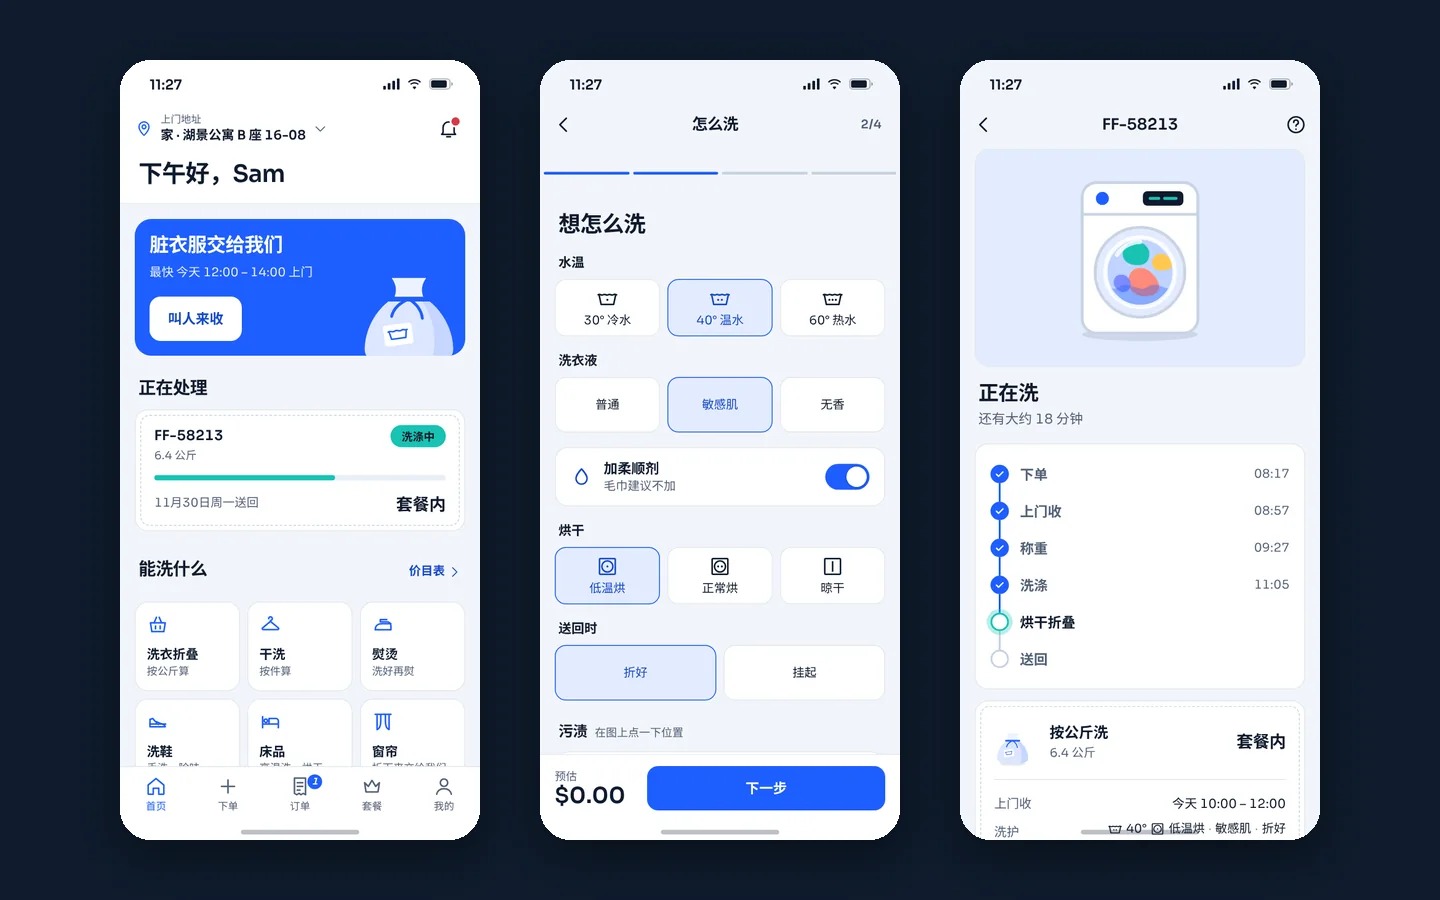 11:27
上门地址
家 · 湖景公寓 B 座 16-08
下午好，Sam
脏衣服交给我们
最快 今天 12:00 – 14:00 上门
叫人来收
正在处理
FF-58213
洗涤中
6.4 公斤
11月30日周一送回
套餐内
能洗什么
价目表
洗衣折叠
按公斤算
干洗
按件算
熨烫
洗好再熨
洗鞋
床品
窗帘
首页
下单
1
订单
套餐
我的
11:27
怎么洗
2/4
想怎么洗
水温
30° 冷水
40° 温水
60° 热水
洗衣液
普通
敏感肌
无香
加柔顺剂
毛巾建议不加
烘干
低温烘
正常烘
晾干
送回时
折好
挂起
污渍 在图上点一下位置
预估
$0.00
下一步
11:27
FF-58213
正在洗
还有大约 18 分钟
下单 08:17
上门收 08:57
称重 09:27
洗涤 11:05
烘干折叠
送回
按公斤洗
6.4 公斤
套餐内
上门收 今天 10:00 – 12:00
洗护 40° 低温烘 · 敏感肌 · 折好